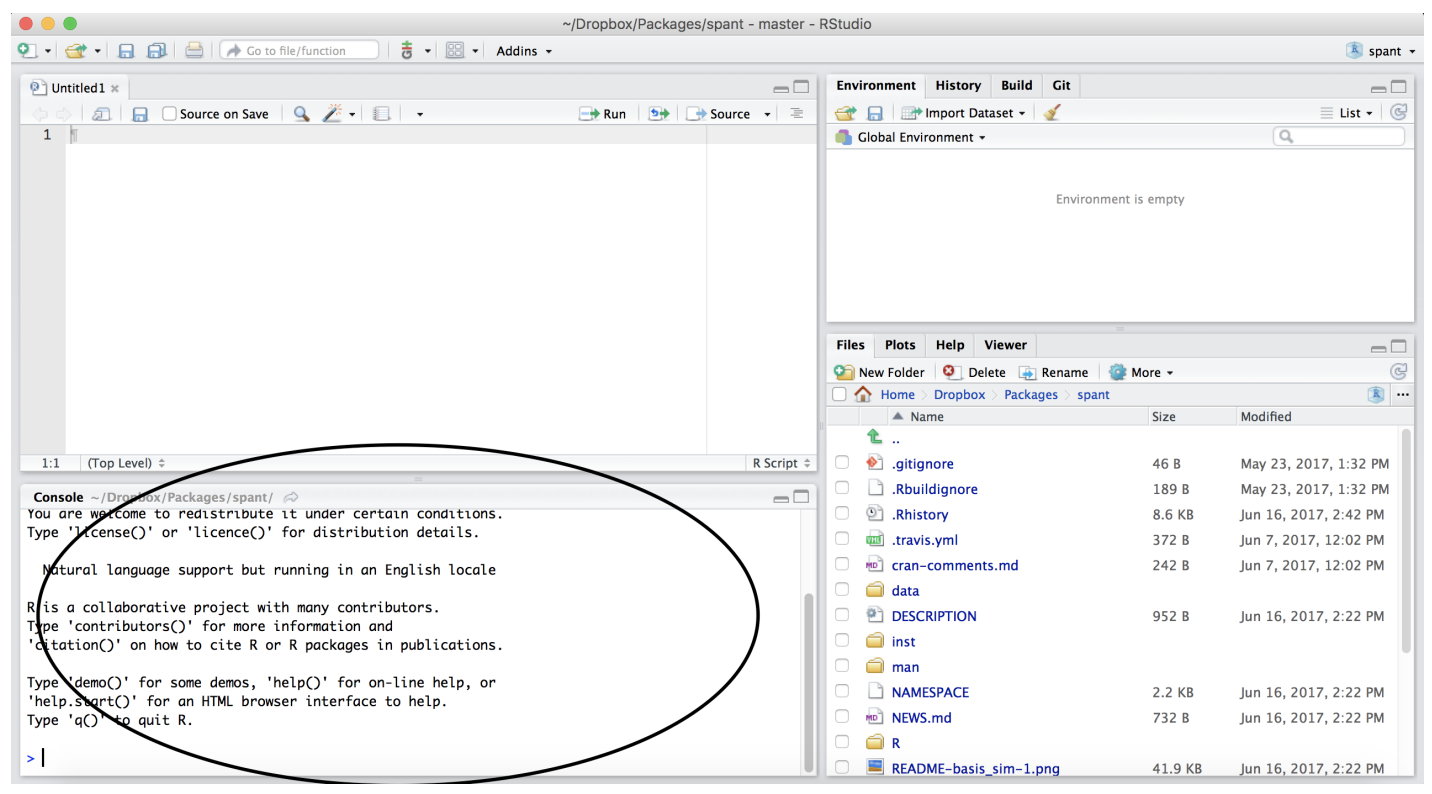 ~/Dropbox/Packages/spant - master - RStudio
Go to file/function Addins spant
Untitled1
Source on Save Run Source
1
1:1 (Top Level) R Script
Console ~/Dropbox/Packages/spant/
You are welcome to redistribute it under certain conditions.
Type 'license()' or 'licence()' for distribution details.
Natural language support but running in an English locale
R is a collaborative project with many contributors.
Type 'contributors()' for more information and
'citation()' on how to cite R or R packages in publications.
Type 'demo()' for some demos, 'help()' for on-line help, or
'help.start()' for an HTML browser interface to help.
Type 'q()' to quit R.
>
Environment History Build Git
Import Dataset List
Global Environment
Environment is empty
Files Plots Help Viewer
New Folder Delete Rename More
Home Dropbox Packages spant ...
Name Size Modified
..
.gitignore 46 B May 23, 2017, 1:32 PM
.Rbuildignore 189 B May 23, 2017, 1:32 PM
.Rhistory 8.6 KB Jun 16, 2017, 2:42 PM
.travis.yml 372 B Jun 7, 2017, 12:02 PM
cran-comments.md 242 B Jun 7, 2017, 12:02 PM
data
DESCRIPTION 952 B Jun 16, 2017, 2:22 PM
inst
man
NAMESPACE 2.2 KB Jun 16, 2017, 2:22 PM
NEWS.md 732 B Jun 16, 2017, 2:22 PM
R
README-basis_sim-1.png 41.9 KB Jun 16, 2017, 2:22 PM